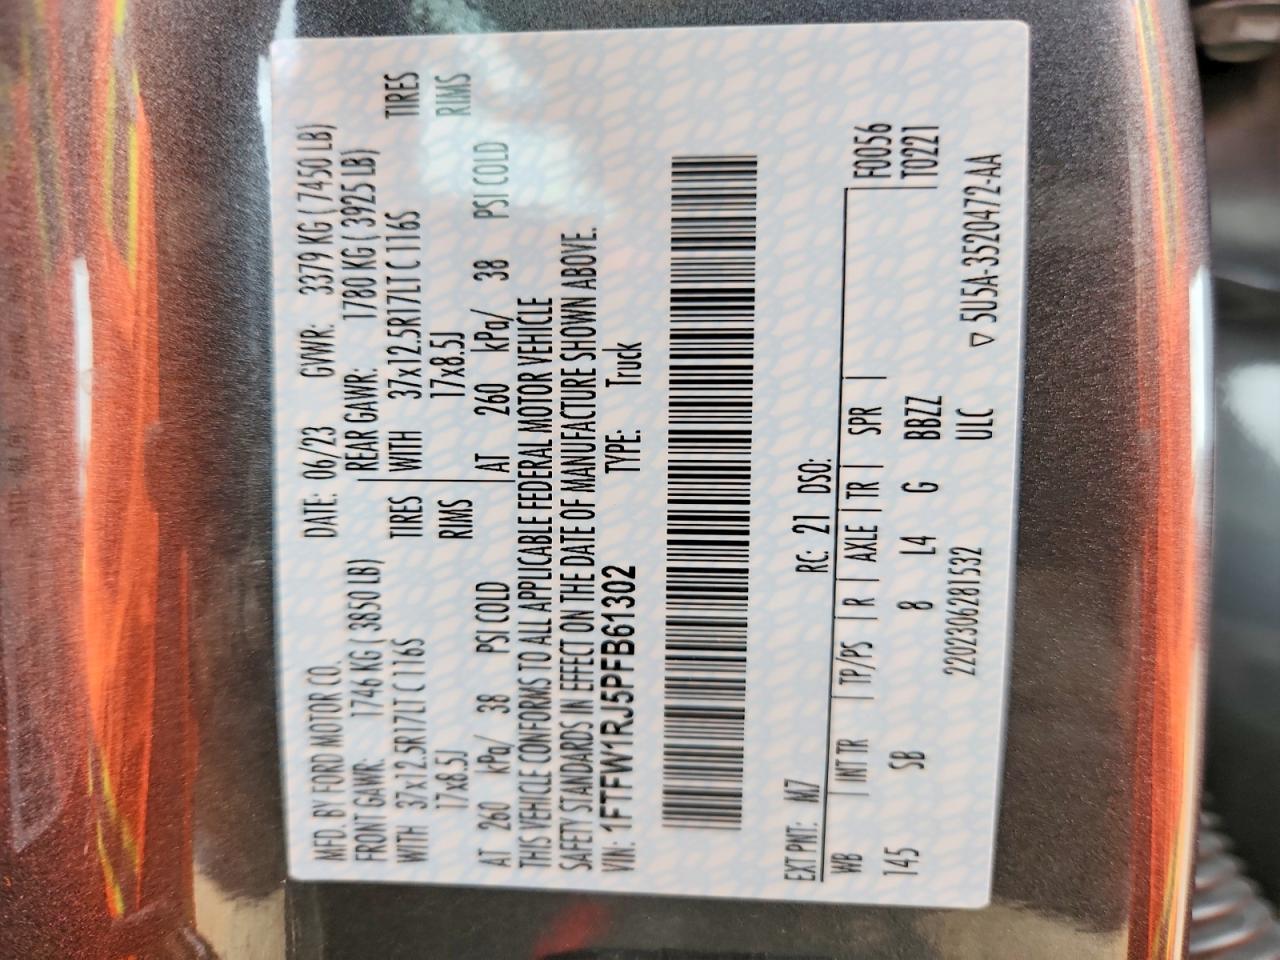 MFD. BY FORD MOTOR CO. DATE: 06/23 GVWR: 3379 KG ( 7450 LB)
FRONT GAWR: 1746 KG ( 3850 LB) REAR GAWR: 1780 KG ( 3925 LB)
WITH 37x12.5R17LT C 116S TIRES WITH 37x12.5R17LT C 116S TIRES
17x8.5J RIMS 17x8.5J RIMS
AT 260 kPa/ 38 PSI COLD AT 260 kPa/ 38 PSI COLD
THIS VEHICLE CONFORMS TO ALL APPLICABLE FEDERAL MOTOR VEHICLE
SAFETY STANDARDS IN EFFECT ON THE DATE OF MANUFACTURE SHOWN ABOVE.
VIN: 1FTFW1RJ5PFB61302 TYPE: Truck
EXT PNT: M7 RC: 21 DSO:
WB INT TR TP/PS R AXLE TR SPR F0056
145 SB 8 L4 G BBZZ T0221
2202306281532 ULC ▽ 5U5A-3520472-AA